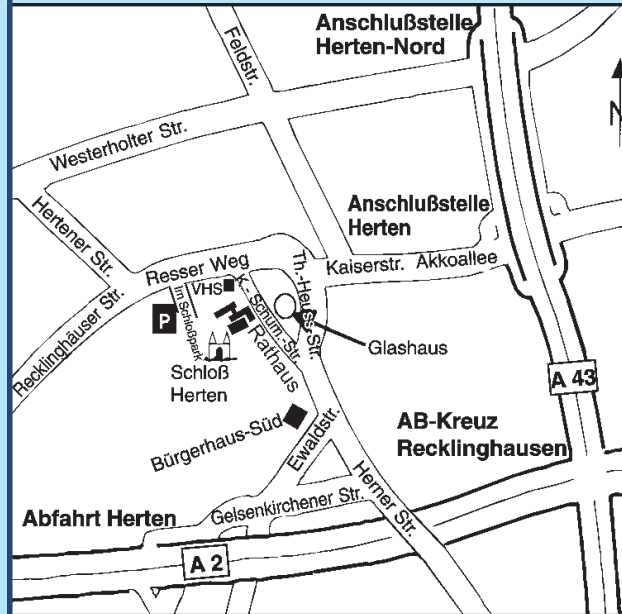 Anschlußstelle
Herten-Nord
Feldstr.
N
Westerholter Str.
Hertener Str.
Anschlußstelle
Herten
Resser Weg
Th.-Heuss-Str.
Kaiserstr. Akkoallee
VHS
K.-Schum.-Str.
Im Schloßpark
P
Recklinghäuser Str.
Rathaus
Glashaus
Schloß
Herten
A 43
AB-Kreuz
Recklinghausen
Bürgerhaus-Süd
Ewaldstr.
Herner Str.
Gelsenkirchener Str.
Abfahrt Herten
A 2